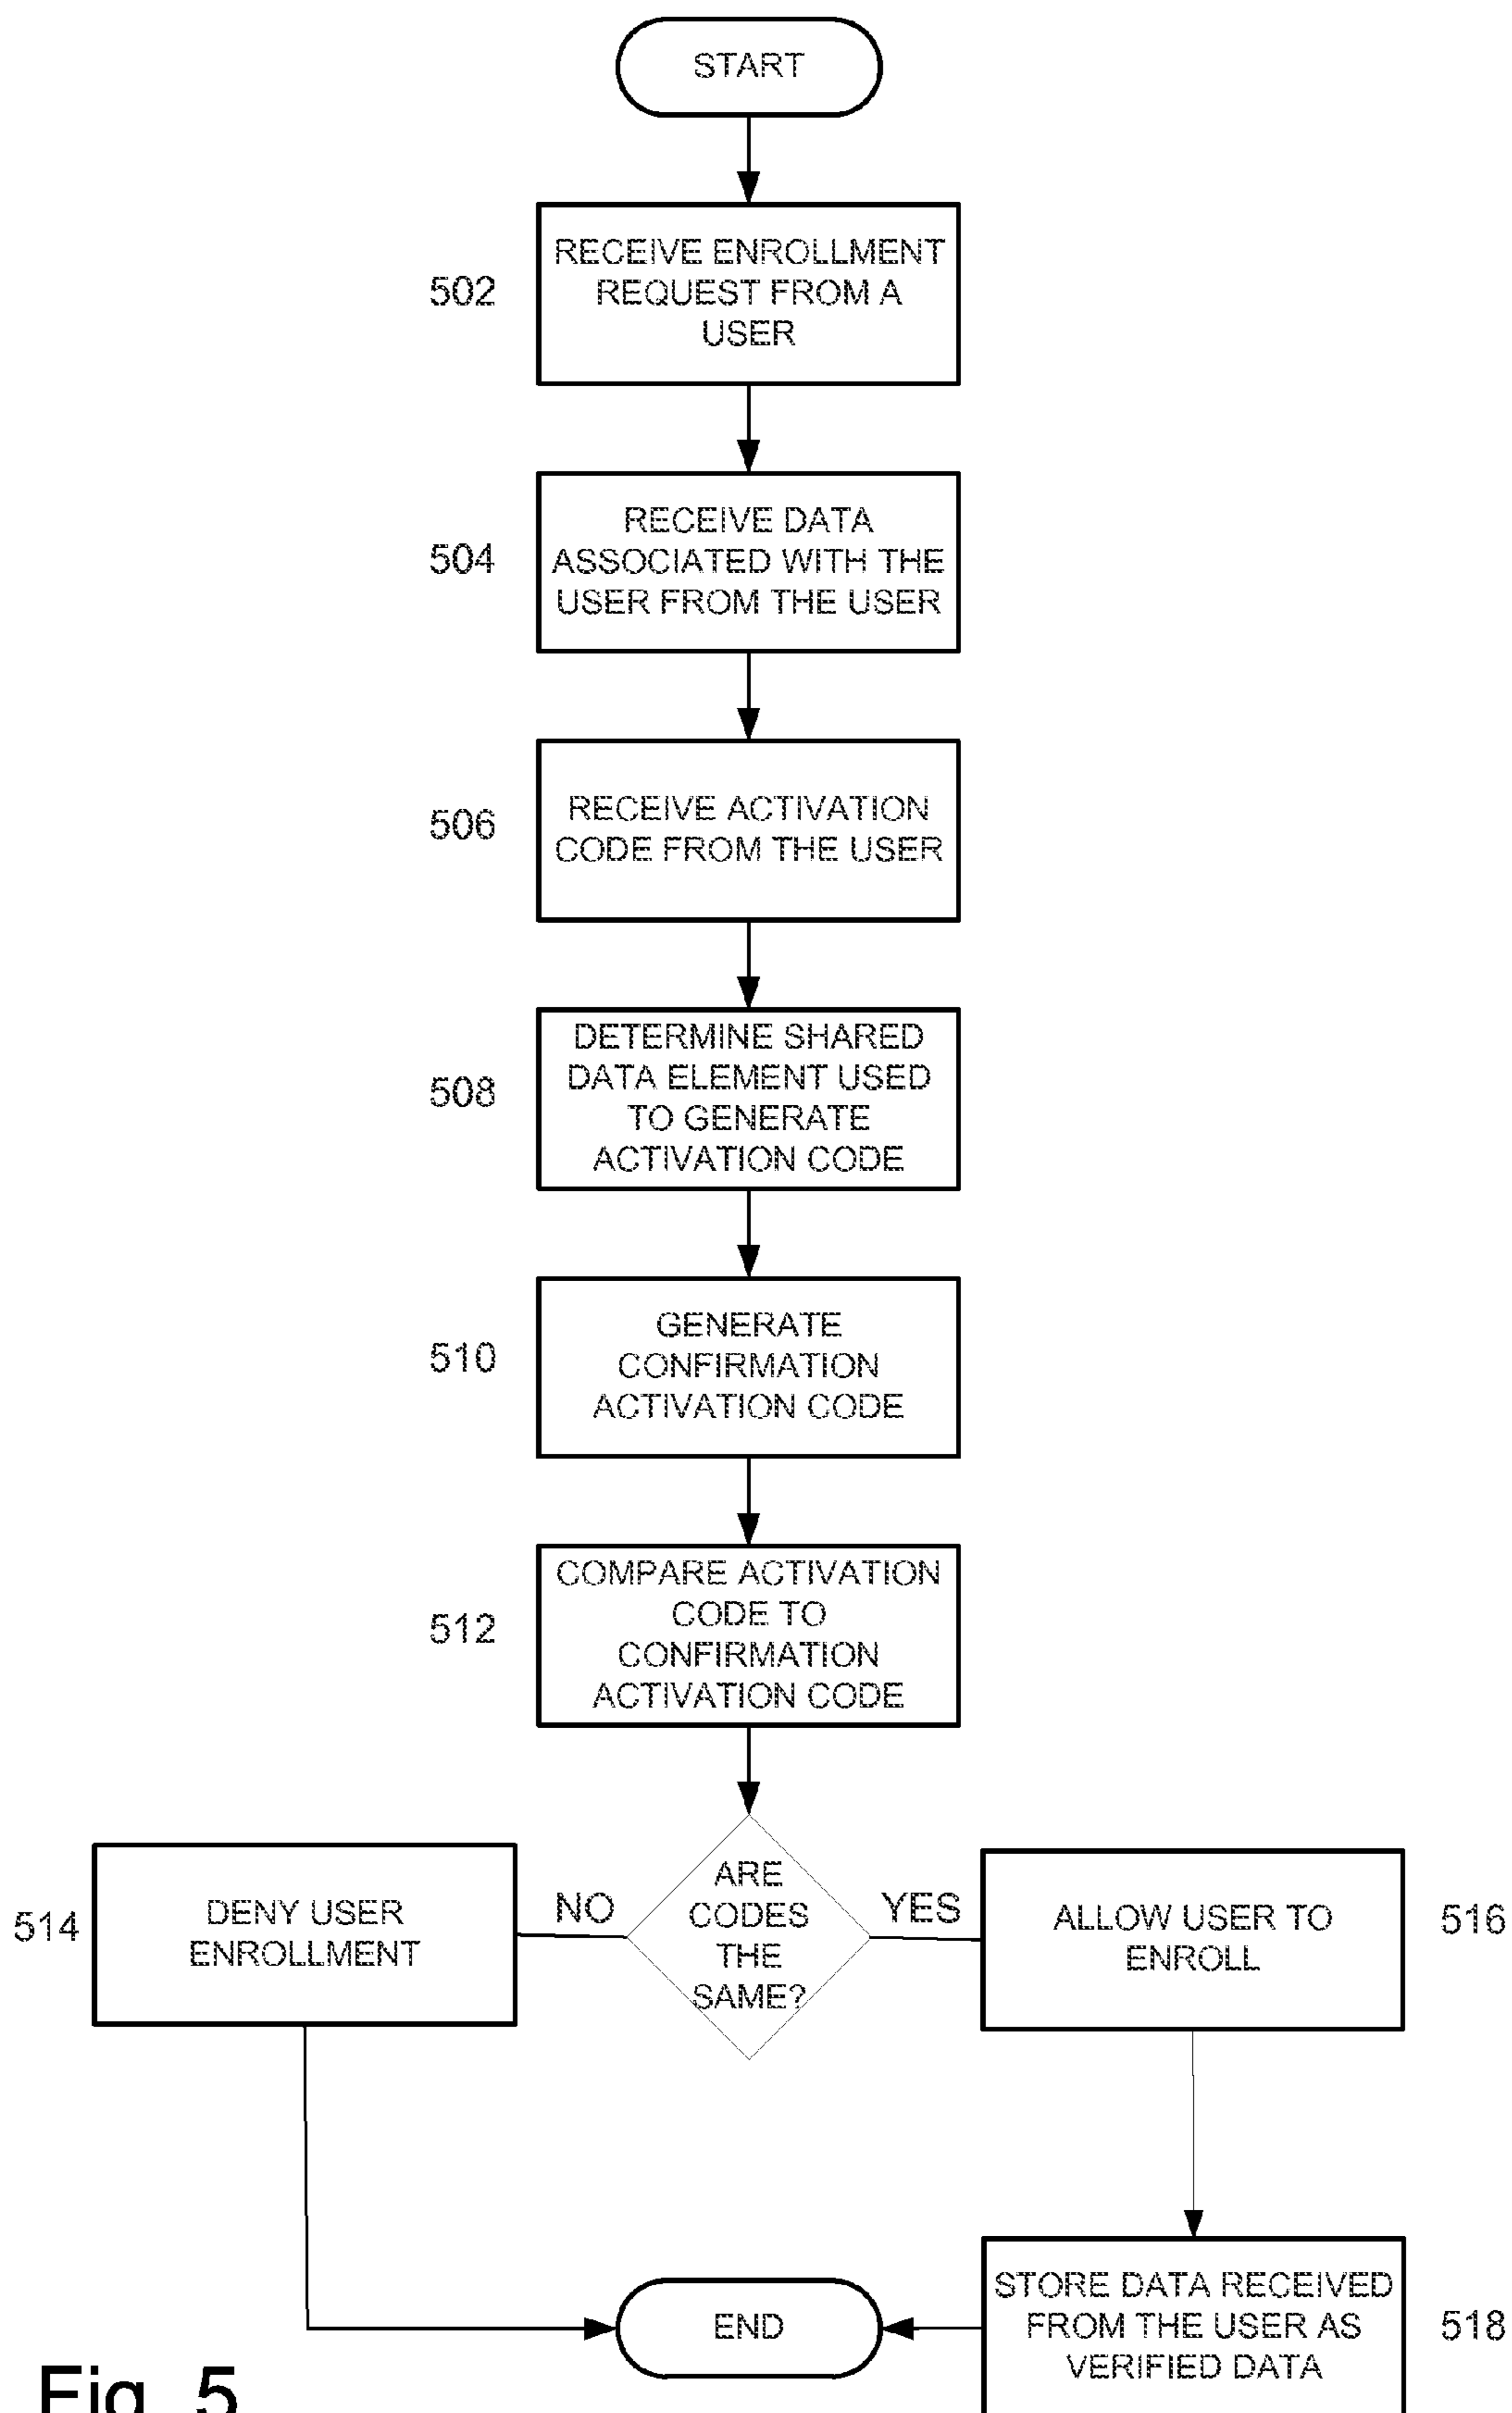 START
502
RECEIVE ENROLLMENT
REQUEST FROM A
USER
504
RECEIVE DATA
ASSOCIATED WITH THE
USER FROM THE USER
506
RECEIVE ACTIVATION
CODE FROM THE USER
508
DETERMINE SHARED
DATA ELEMENT USED
TO GENERATE
ACTIVATION CODE
510
GENERATE
CONFIRMATION
ACTIVATION CODE
512
COMPARE ACTIVATION
CODE TO
CONFIRMATION
ACTIVATION CODE
514
DENY USER
ENROLLMENT
NO
ARE
CODES
THE
SAME?
YES
ALLOW USER TO
ENROLL
516
END
STORE DATA RECEIVED
FROM THE USER AS
VERIFIED DATA
518
Fig. 5